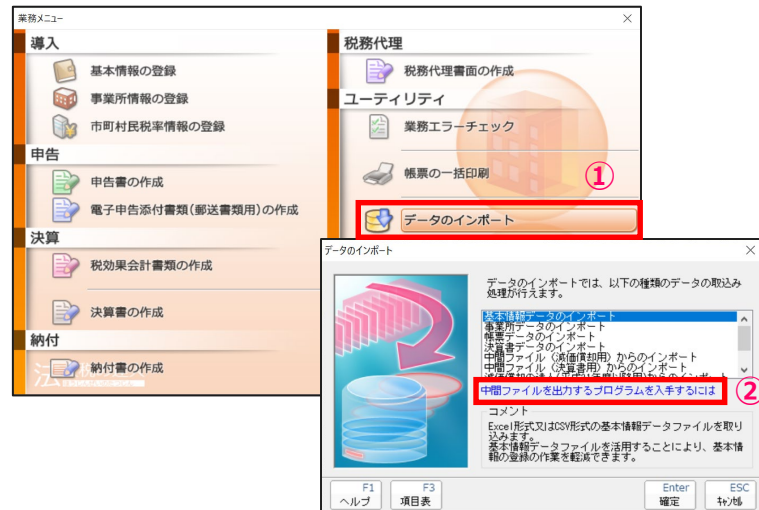 業務メニュー
導入
基本情報の登録
事業所情報の登録
市町村民税率情報の登録
申告
申告書の作成
電子申告添付書類(郵送書類用)の作成
決算
税効果会計書類の作成
決算書の作成
納付
納付書の作成
税務代理
税務代理書面の作成
ユーティリティ
業務エラーチェック
帳票の一括印刷
①
データのインポート
データのインポート
データのインポートでは、以下の種類のデータの取込み
処理が行えます。
基本情報データのインポート
事業所データのインポート
帳票データのインポート
決算書データのインポート
中間ファイル（減価償却用）からのインポート
中間ファイル（決算書用）からのインポート
中間ファイルを出力するプログラムを入手するには
②
コメント
Excel形式又はCSV形式の基本情報データファイルを取り
込みます。
基本情報データファイルを活用することにより、基本情
報の登録の作業を軽減できます。
F1
ヘルプ
F3
項目表
Enter
確定
ESC
キャンセル